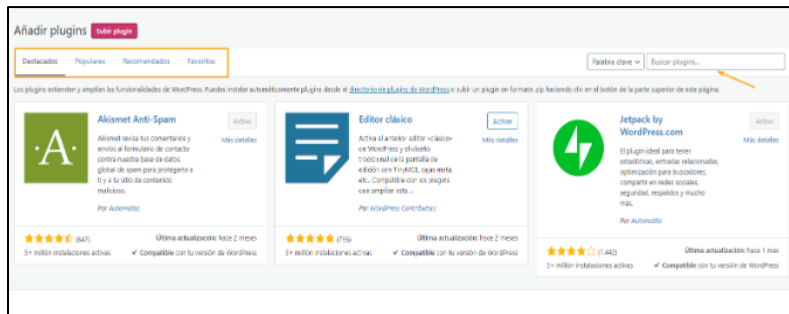 Añadir plugins Subir plugin
Destacados Populares Recomendados Favoritos Palabra clave Buscar plugins...
Los plugins extienden y amplían las funcionalidades de WordPress. Puedes instalar automáticamente plugins desde el directorio de plugins de WordPress o subir un plugin en formato .zip haciendo clic en el botón de la parte superior de esta página.
·A·
Akismet Anti-Spam
Activo
Más detalles
Akismet revisa tus comentarios y
envíos al formulario de contacto
contra nuestra base de datos
global de spam para protegerte a
ti y a tu sitio de contenido
malicioso.
Por Automattic
(847)
Última actualización: hace 2 meses
5+ millón instalaciones activas
Compatible con tu versión de WordPress
Editor clásico
Activar
Más detalles
Activa el anterior editor «clásico»
de WordPress y el diseño
tradicional de la pantalla de
edición con TinyMCE, cajas meta,
etc. Compatible con los plugins
que amplían esta ...
Por WordPress Contributors
Última actualización: hace 2 meses
5+ millón instalaciones activas
Compatible con tu versión de WordPress
Jetpack by
WordPress.com
Activo
Más detalles
El plugin ideal para tener
estadísticas, entradas relacionadas,
optimización para buscadores,
compartir en redes sociales,
seguridad, respaldos y mucho
más.
Por Automattic
(1.442)
Última actualización: hace 1 mes
5+ millón instalaciones activas
Compatible con tu versión de WordPress